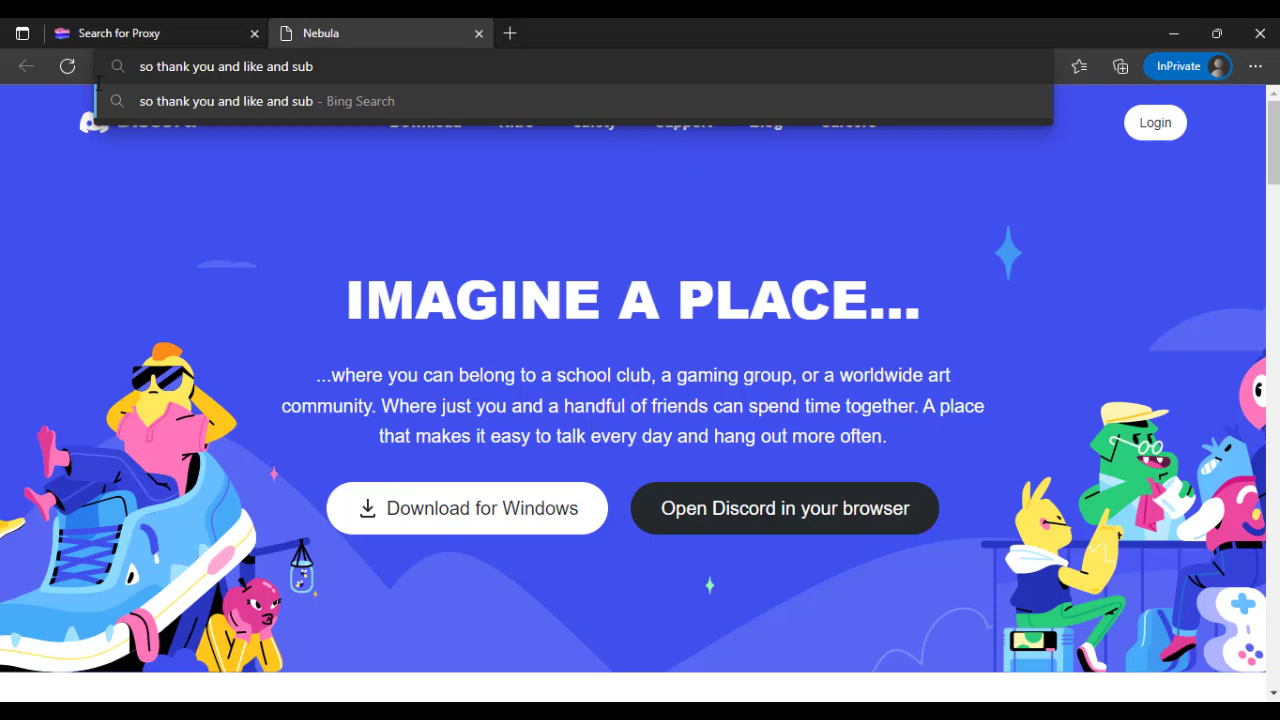 Search for Proxy
Nebula
so thank you and like and sub
InPrivate
so thank you and like and sub - Bing Search
Login
IMAGINE A PLACE...
...where you can belong to a school club, a gaming group, or a worldwide art
community. Where just you and a handful of friends can spend time together. A place
that makes it easy to talk every day and hang out more often.
Download for Windows
Open Discord in your browser